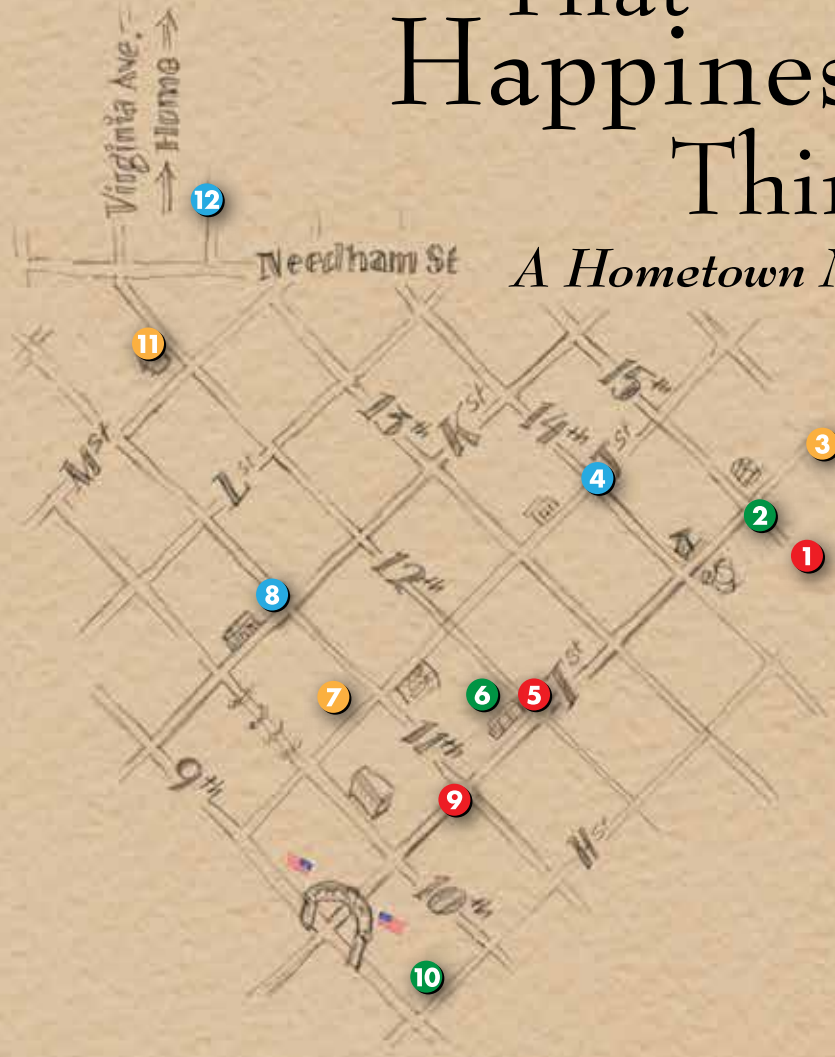 That
Happines
Thi
A Hometown
Virginia Ave.
→ Home →
12
Needham St
11
15th
13th
K St
14th
J St
M St
3
L St
4
2
1
12th
8
I St
7
6
5
11th
9th
9
H St
10th
10